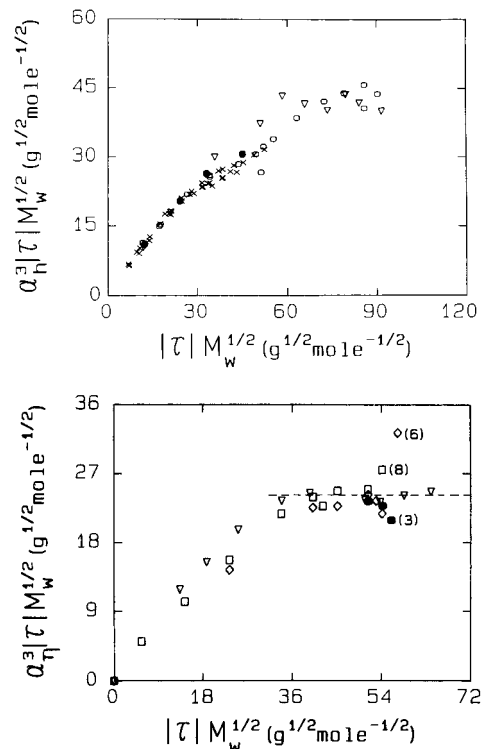 60
45
30
15
0
α_h^3|τ|M_w^{1/2}(g^{1/2}mole^{-1/2})
0 30 60 90 120
|τ|M_w^{1/2}(g^{1/2}mole^{-1/2})
36
27
18
9
0
α_η^3|τ|M_w^{1/2}(g^{1/2}mole^{-1/2})
(6)
(8)
(3)
0 18 36 54 72
|τ|M_w^{1/2}(g^{1/2}mole^{-1/2})